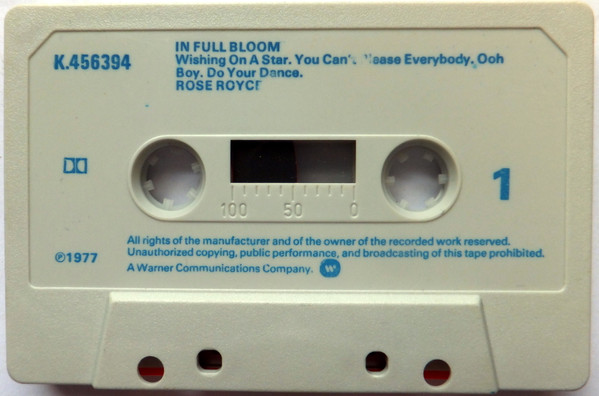 K.456394
IN FULL BLOOM
Wishing On A Star. You Can't Please Everybody. Ooh
Boy. Do Your Dance.
ROSE ROYCE
1
100 50 0
All rights of the manufacturer and of the owner of the recorded work reserved.
Unauthorized copying, public performance, and broadcasting of this tape prohibited.
℗1977
A Warner Communications Company.